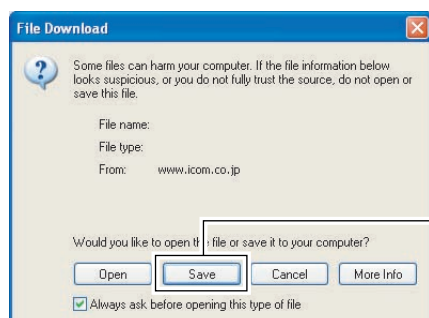 File Download
Some files can harm your computer. If the file information below
looks suspicious, or you do not fully trust the source, do not open or
save this file.
File name:
File type:
From: www.icom.co.jp
Would you like to open the file or save it to your computer?
Open Save Cancel More Info
Always ask before opening this type of file